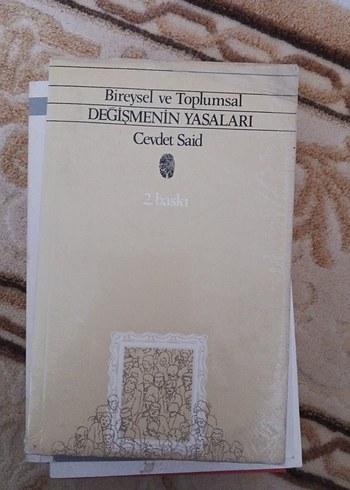 Bireysel ve Toplumsal
DEĞİŞMENİN YASALARI
Cevdet Said
2. baskı